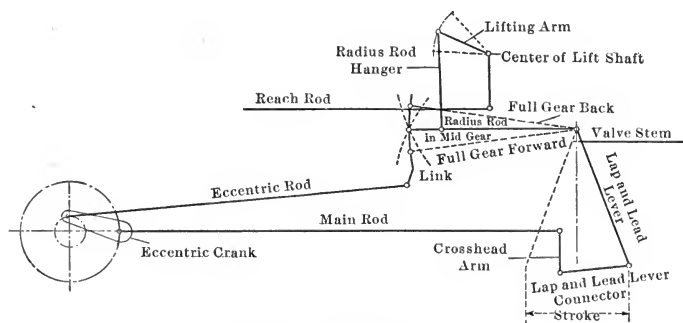 Lifting Arm
Radius Rod
Hanger
Center of Lift Shaft
Reach Rod
Full Gear Back
Radius Rod
in Mid Gear
Valve Stem
Full Gear Forward
Link
Eccentric Rod
Lap and Lead
Lever
Main Rod
Eccentric Crank
Crosshead
Arm
Lap and Lead Lever
Connector
Stroke